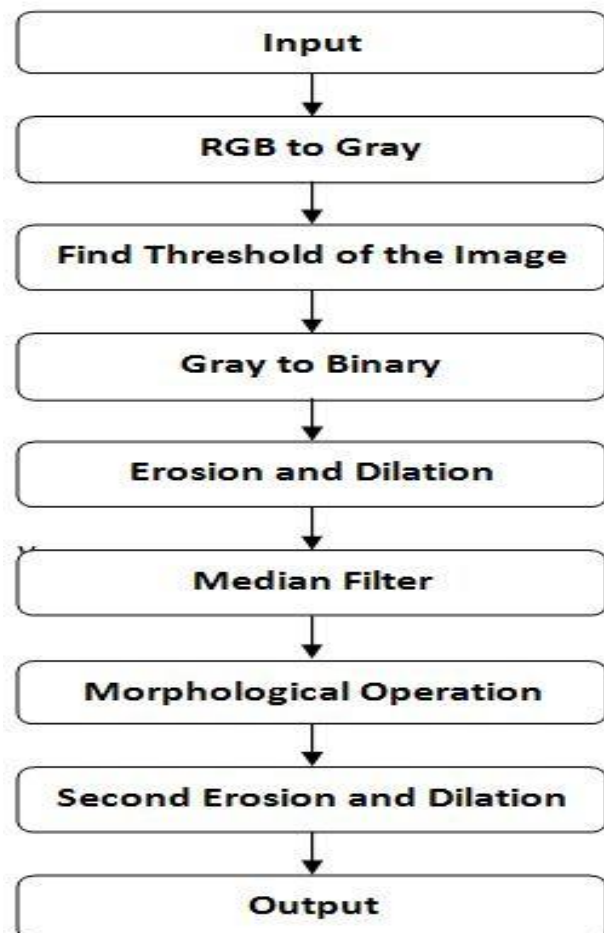 Input
RGB to Gray
Find Threshold of the Image
Gray to Binary
Erosion and Dilation
Median Filter
Morphological Operation
Second Erosion and Dilation
Output